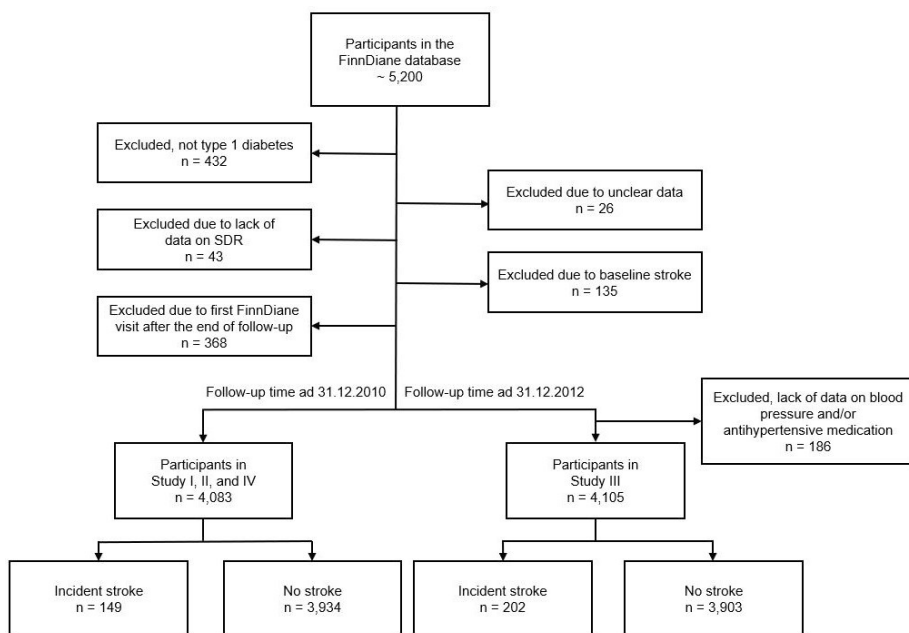 Participants in the
FinnDiane database
~ 5,200
Excluded, not type 1 diabetes
n = 432
Excluded due to unclear data
n = 26
Excluded due to lack of
data on SDR
n = 43
Excluded due to baseline stroke
n = 135
Excluded due to first FinnDiane
visit after the end of follow-up
n = 368
Follow-up time ad 31.12.2010
Follow-up time ad 31.12.2012
Excluded, lack of data on blood
pressure and/or
antihypertensive medication
n = 186
Participants in
Study I, II, and IV
n = 4,083
Participants in
Study III
n = 4,105
Incident stroke
n = 149
No stroke
n = 3,934
Incident stroke
n = 202
No stroke
n = 3,903